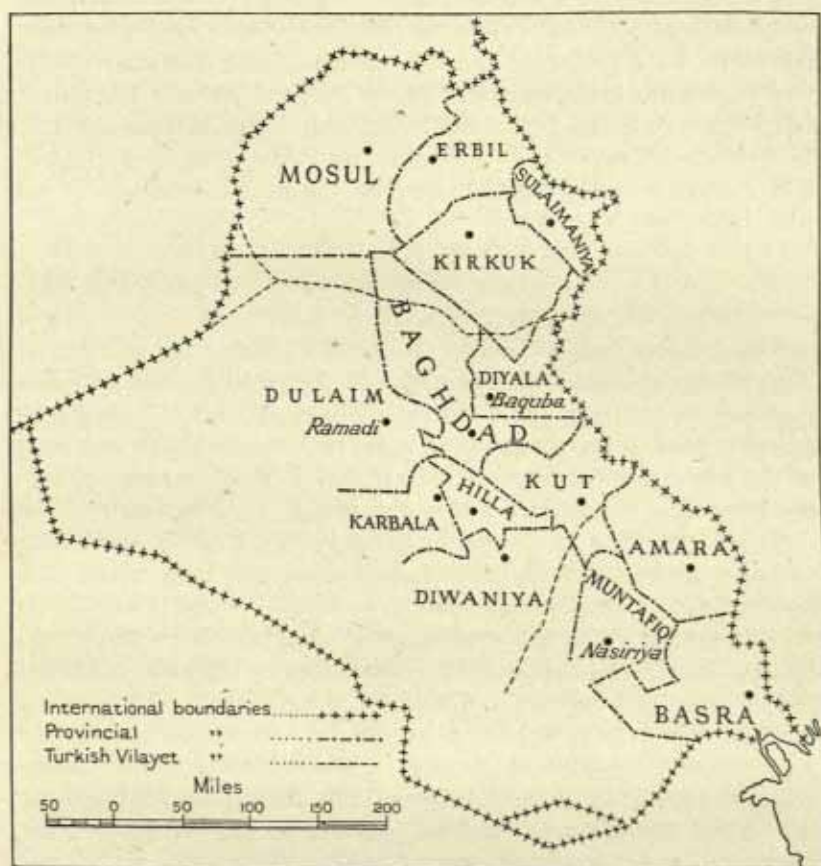 MOSUL
ERBIL
SULAIMANIYA
KIRKUK
BAGHDAD
DIYALA
Baquba
DULAIM
Ramadi
KUT
HILLA
KARBALA
AMARA
DIWANIYA
MUNTAFIQ
Nasiriya
BASRA
International boundaries
Provincial "
Turkish Vilayet "
Miles
50 0 50 100 150 200